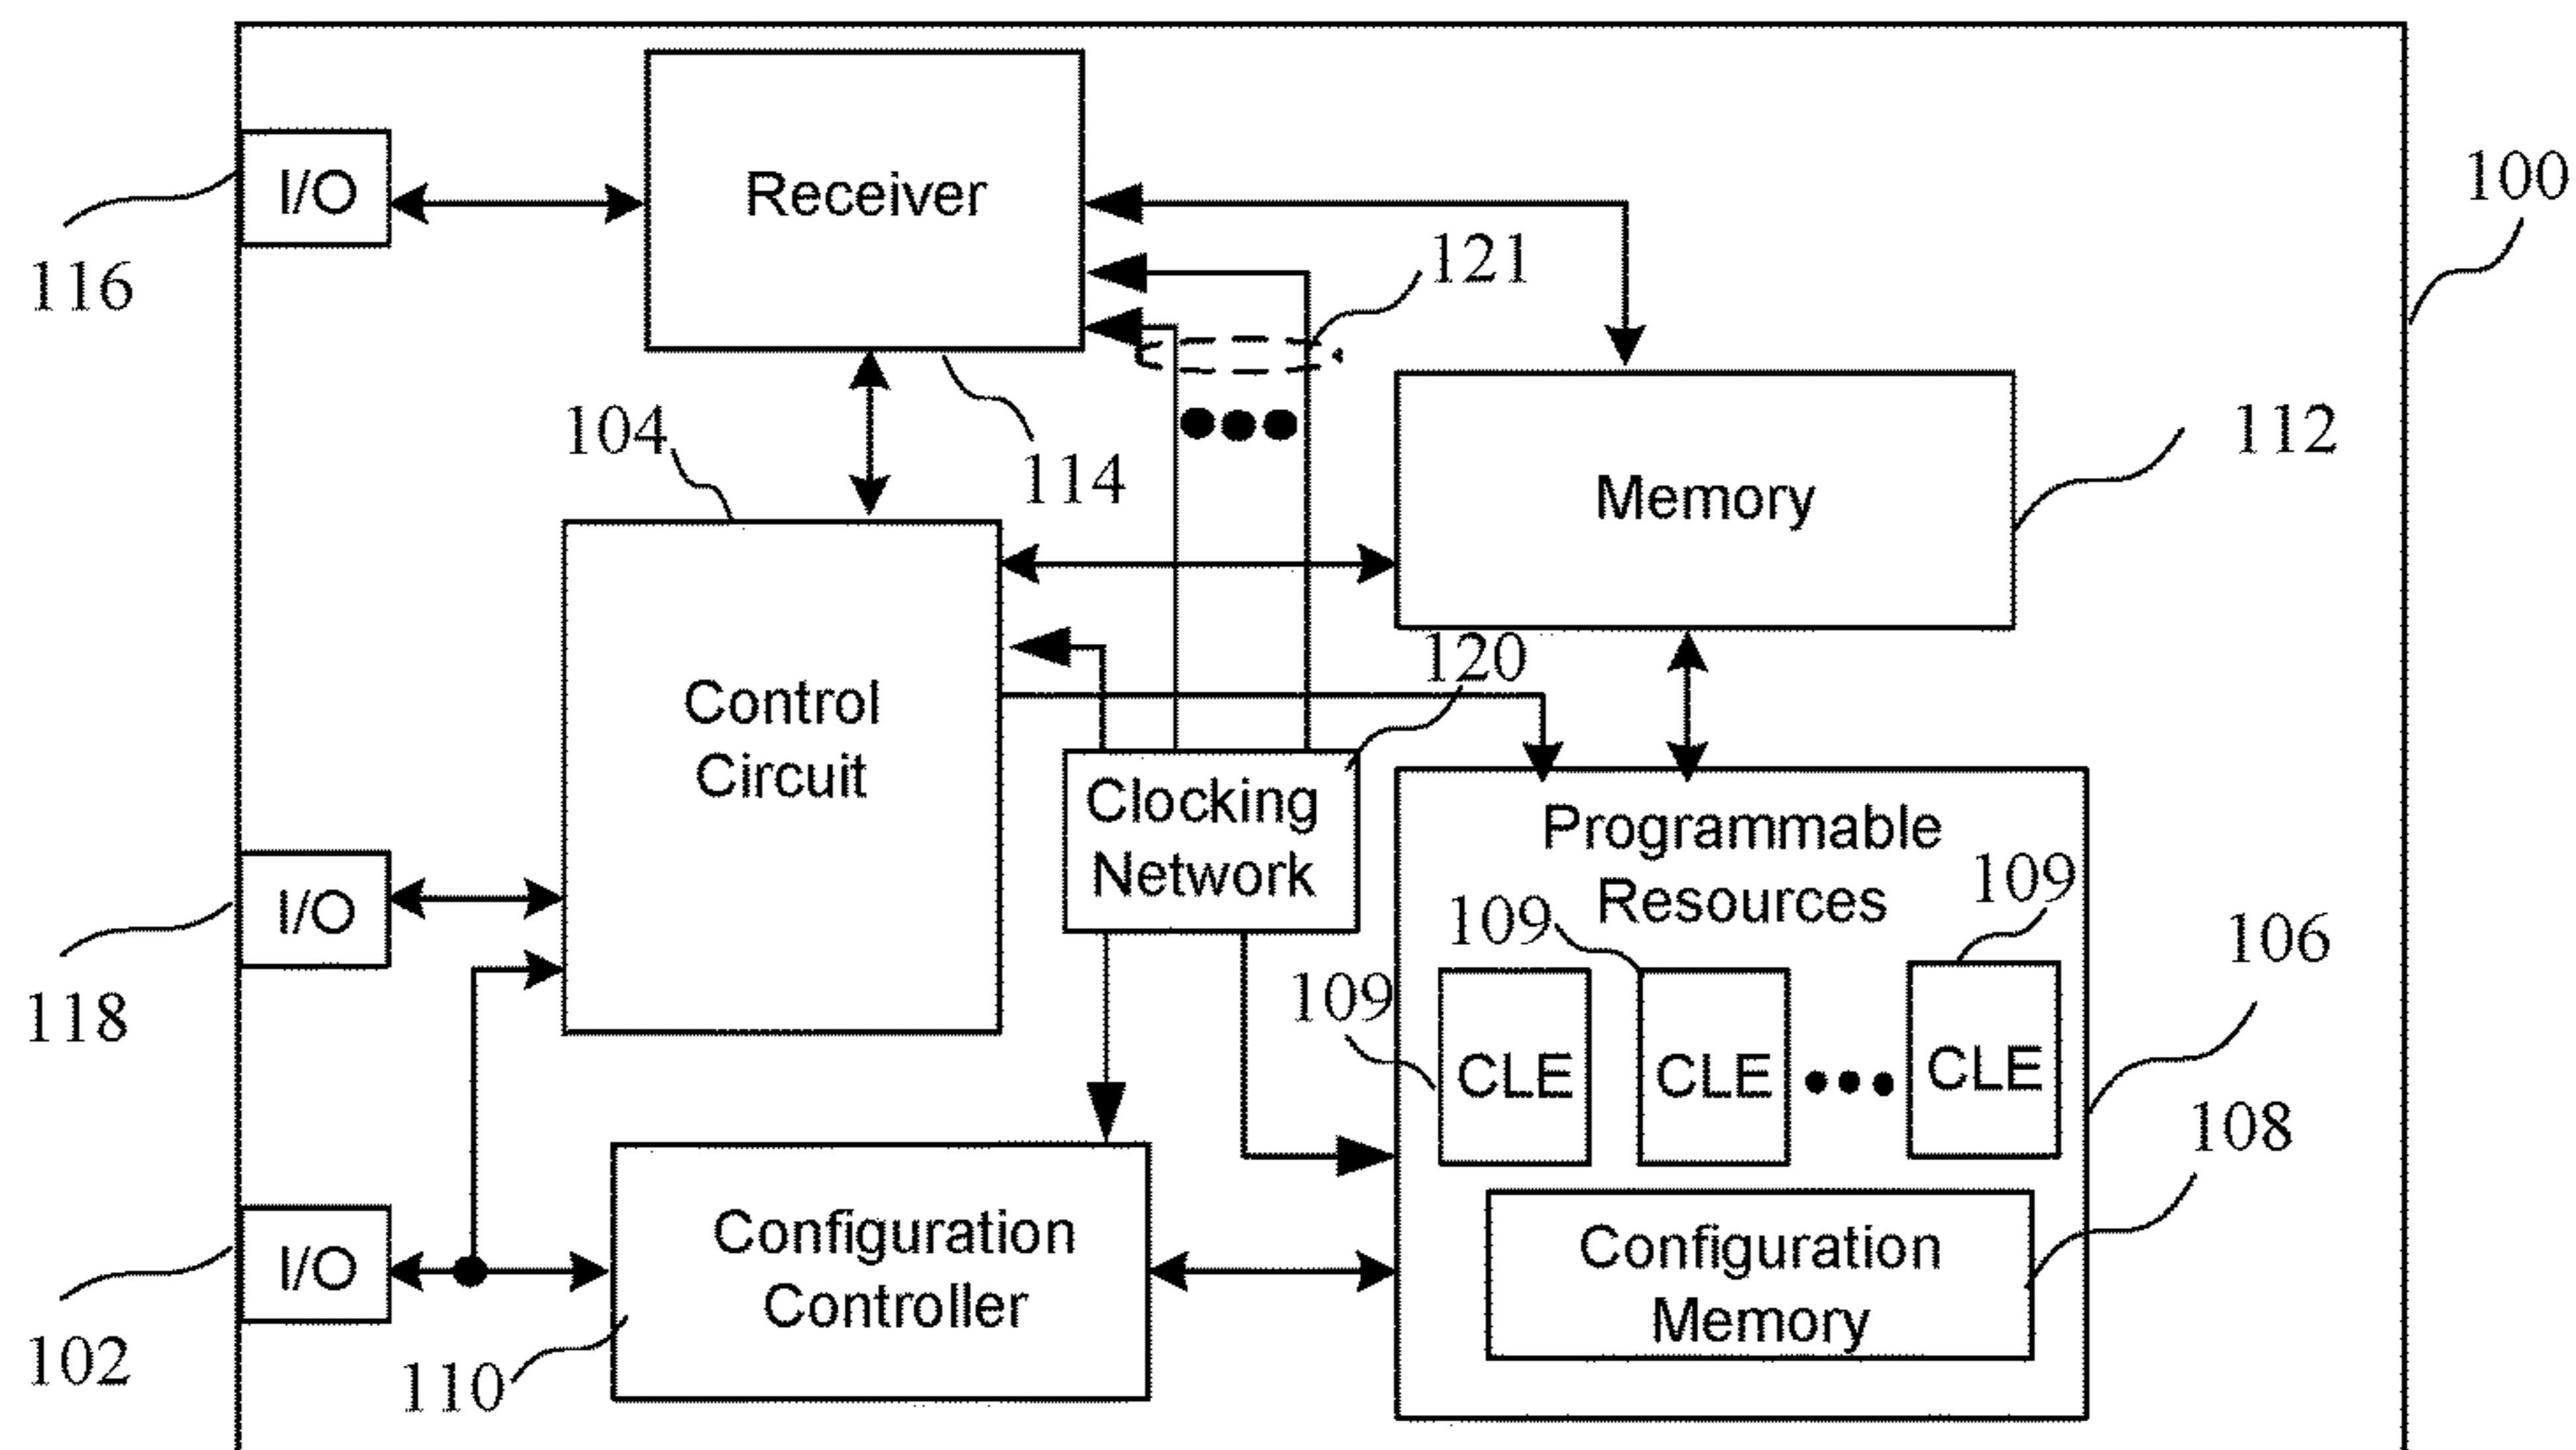 I/O
Receiver
100
116
121
104
114
112
Memory
120
Control
Circuit
Clocking
Network
Programmable
Resources
109
109
109
106
I/O
118
CLE
CLE
CLE
108
I/O
Configuration
Controller
Configuration
Memory
102
110